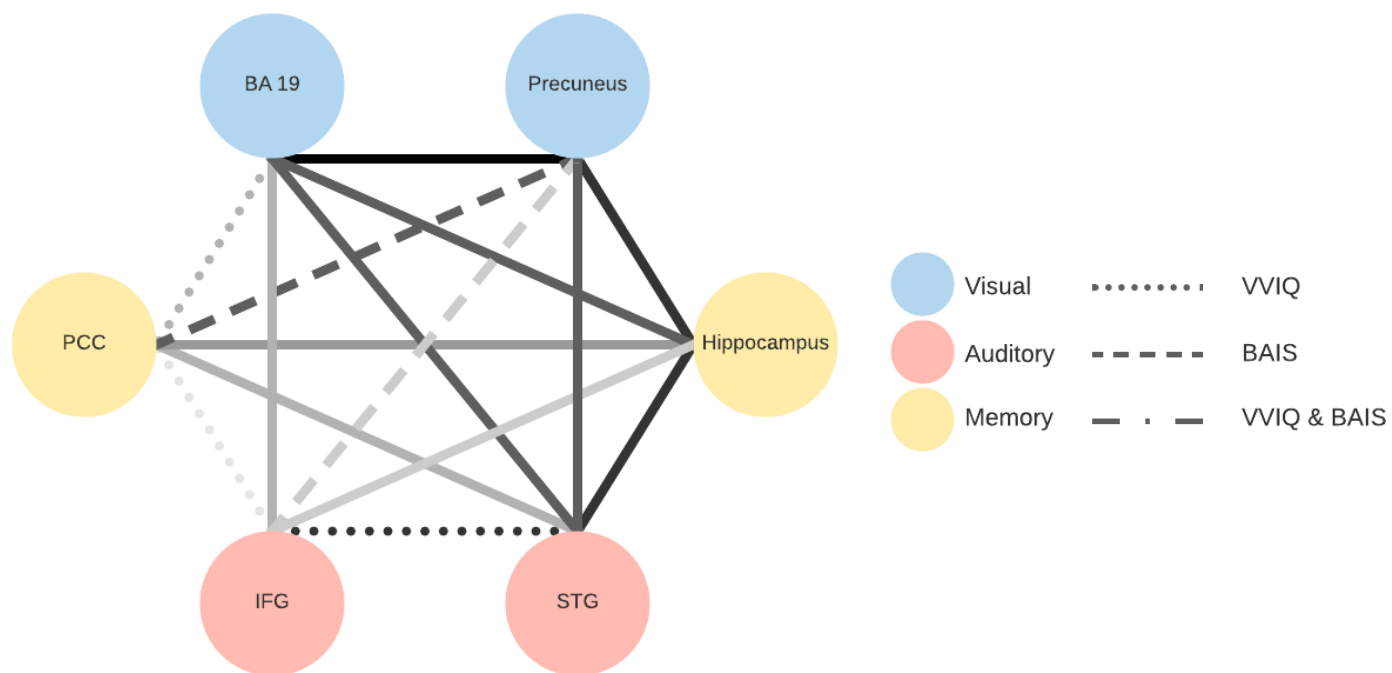 BA 19
Precuneus
PCC
Hippocampus
IFG
STG
Visual
VVIQ
Auditory
BAIS
Memory
VVIQ & BAIS